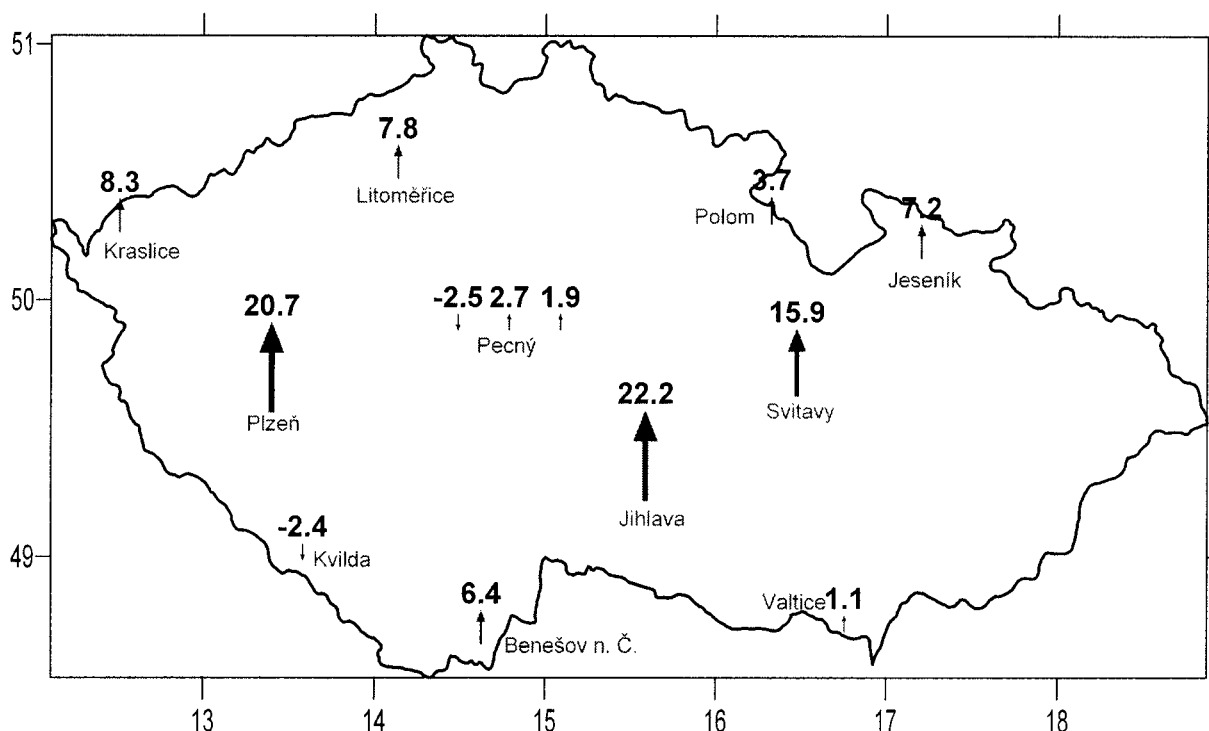 51
7.8
Litoměřice
8.3
Kraslice
3.7
Polom
7.2
Jeseník
50
20.7
Plzeň
-2.5 2.7 1.9
Pecný
15.9
Svitavy
22.2
Jihlava
49
-2.4
Kvilda
6.4
Benešov n. Č.
Valtice 1.1
13 14 15 16 17 18